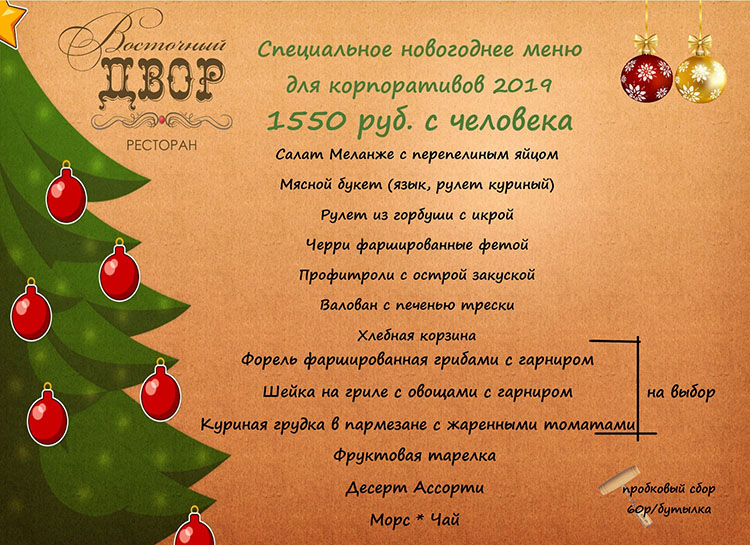 Восточный
ДВОР
РЕСТОРАН
Специальное новогоднее меню
для корпоративов 2019
1550 руб. с человека
Салат Меланже с перепелиным яйцом
Мясной букет (язык, рулет куриный)
Рулет из горбуши с икрой
Черри фаршированные фетой
Профитроли с острой закуской
Валован с печенью трески
Хлебная корзина
Форель фаршированная грибами с гарниром
Шейка на гриле с овощами с гарниром
на выбор
Куриная грудка в пармезане с жаренными томатами
Фруктовая тарелка
Десерт Ассорти
Морс * Чай
пробковый сбор
60р/бутылка